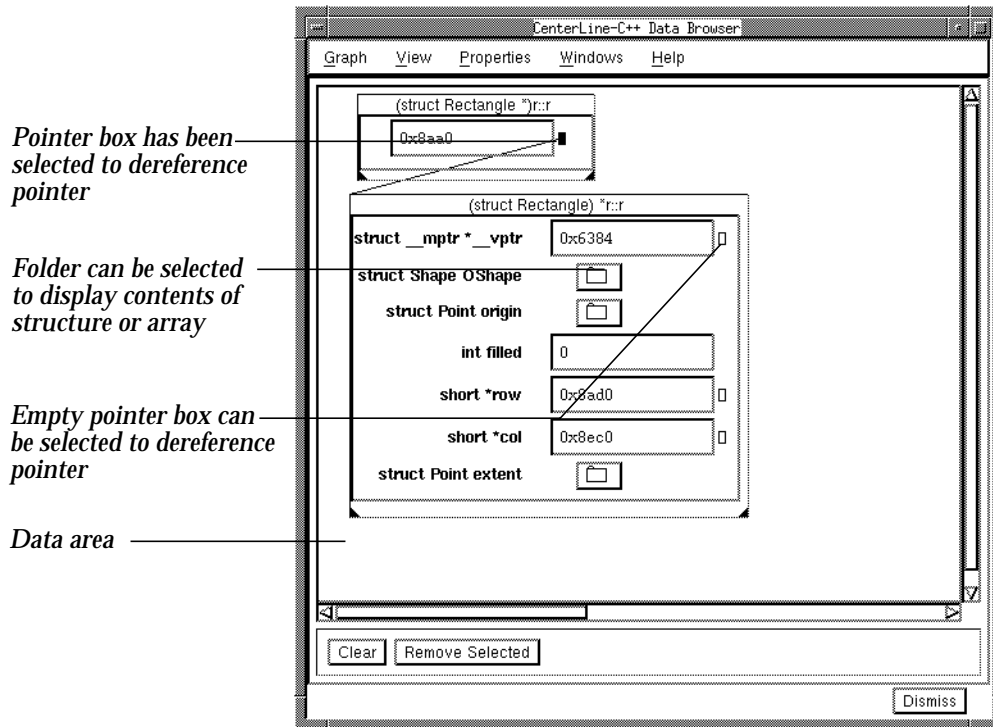 CenterLine-C++ Data Browser
Graph View Properties Windows Help
(struct Rectangle *)r::r
0x8aa0
Pointer box has been
selected to dereference
pointer
(struct Rectangle) *r::r
struct __mptr *__vptr 0x6384
Folder can be selected
to display contents of
structure or array
struct Shape OShape
struct Point origin
int filled 0
short *row 0x8ad0
Empty pointer box can
be selected to dereference
pointer
short *col 0x8ec0
struct Point extent
Data area
Clear Remove Selected
Dismiss